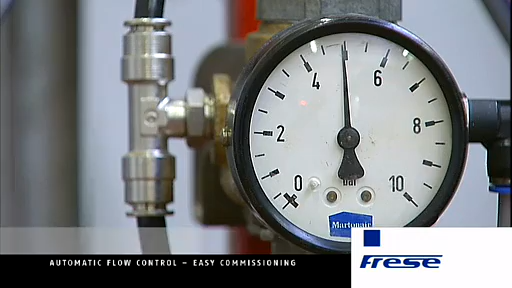 4 6
2 8
0 bar 10
Martonair
AUTOMATIC FLOW CONTROL – EASY COMMISSIONING
frese